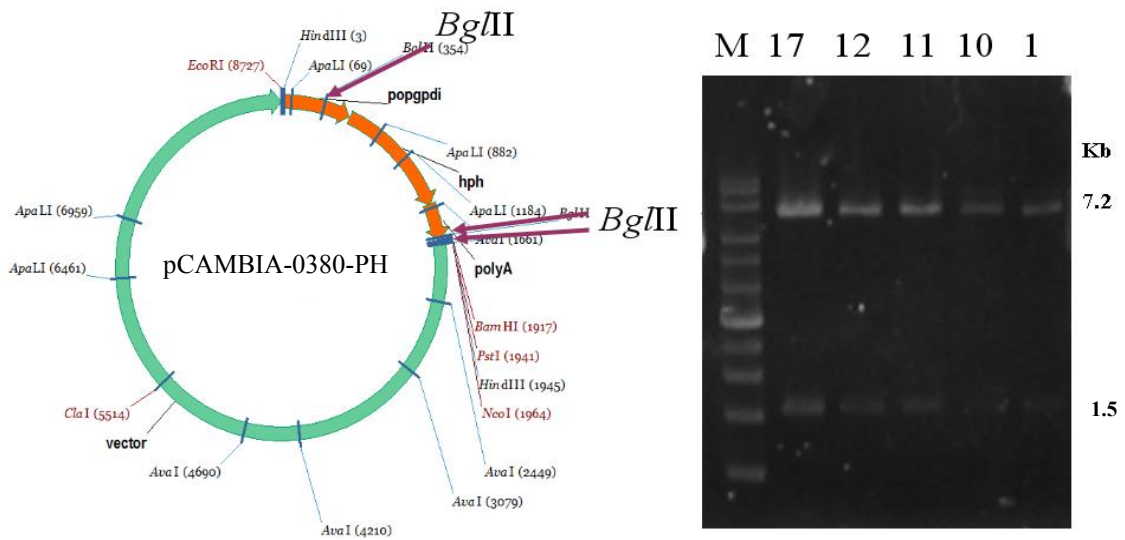 BglII
HindIII (3)
BglII (354)
EcoRI (8727)
ApaLI (69)
popgpdi
ApaLI (882)
hph
ApaLI (1184)
BglII
AvaI (1661)
BglII
polyA
ApaLI (6959)
ApaLI (6461)
pCAMBIA-0380-PH
BamHI (1917)
PstI (1941)
HindIII (1945)
NcoI (1964)
ClaI (5514)
vector
AvaI (4690)
AvaI (2449)
AvaI (3079)
AvaI (4210)
M 17 12 11 10 1
Kb
7.2
1.5